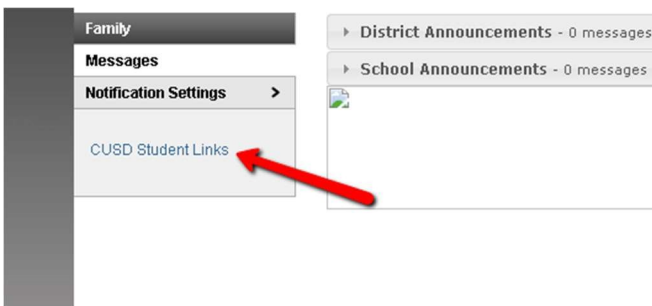 Family
Messages
Notification Settings >
CUSD Student Links
District Announcements - 0 messages
School Announcements - 0 messages